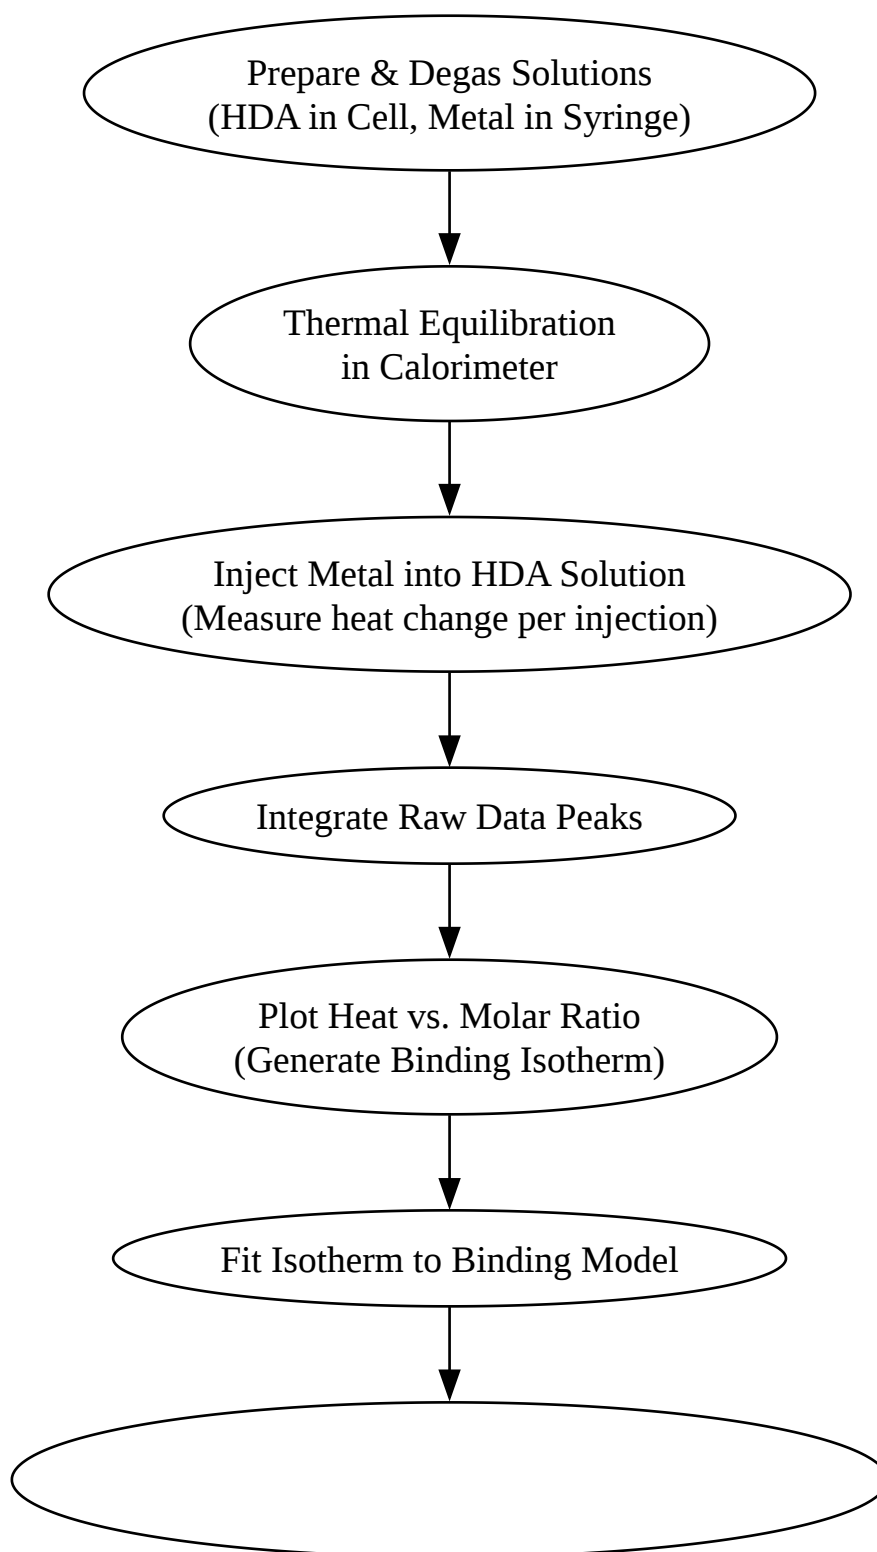 Prepare & Degas Solutions
(HDA in Cell, Metal in Syringe)
Thermal Equilibration
in Calorimeter
Inject Metal into HDA Solution
(Measure heat change per injection)
Integrate Raw Data Peaks
Plot Heat vs. Molar Ratio
(Generate Binding Isotherm)
Fit Isotherm to Binding Model